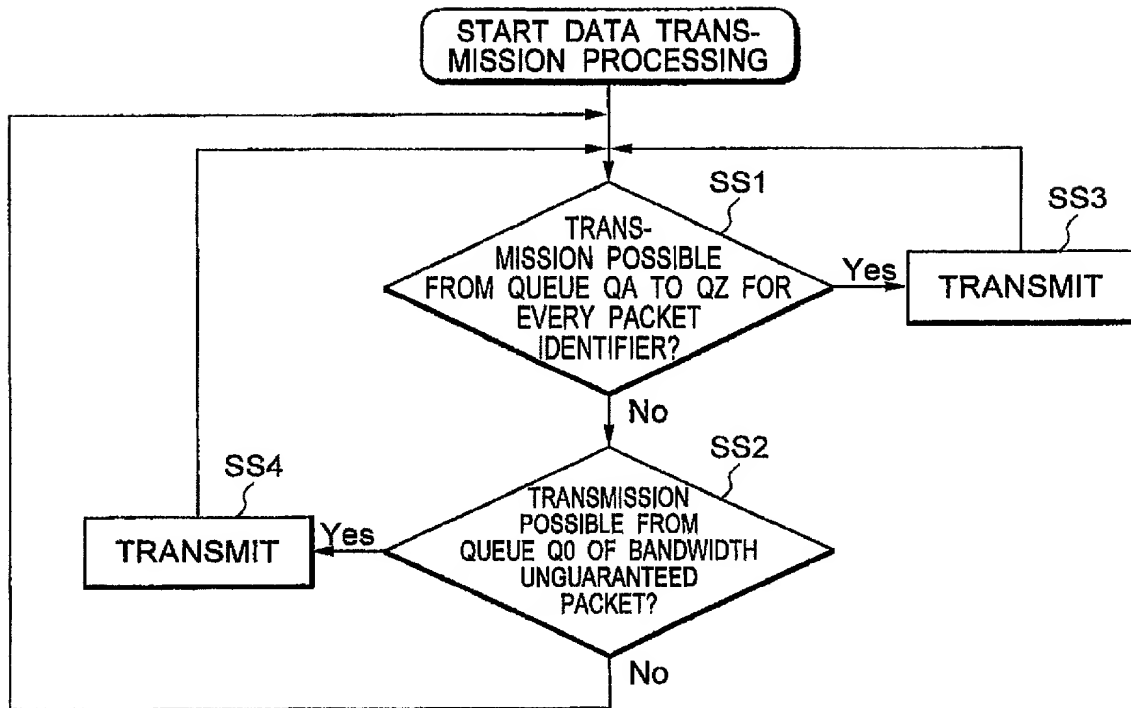 START DATA TRANS-
MISSION PROCESSING
SS1
TRANS-
MISSION POSSIBLE
FROM QUEUE QA TO QZ FOR
EVERY PACKET
IDENTIFIER?
Yes
SS3
TRANSMIT
No
SS2
TRANSMISSION
POSSIBLE FROM
QUEUE Q0 OF BANDWIDTH
UNGUARANTEED
PACKET?
Yes
SS4
TRANSMIT
No